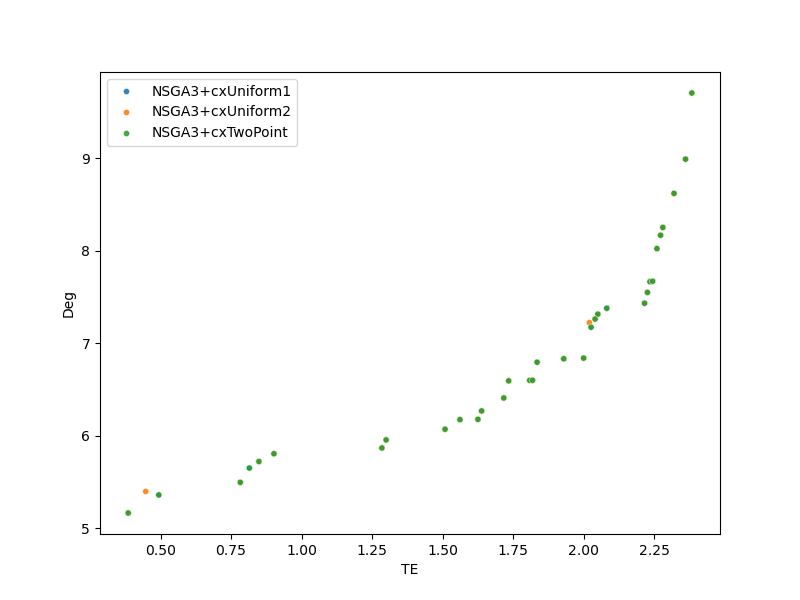 NSGA3+cxUniform1
NSGA3+cxUniform2
NSGA3+cxTwoPoint
9
8
7
6
5
Deg
0.50 0.75 1.00 1.25 1.50 1.75 2.00 2.25
TE